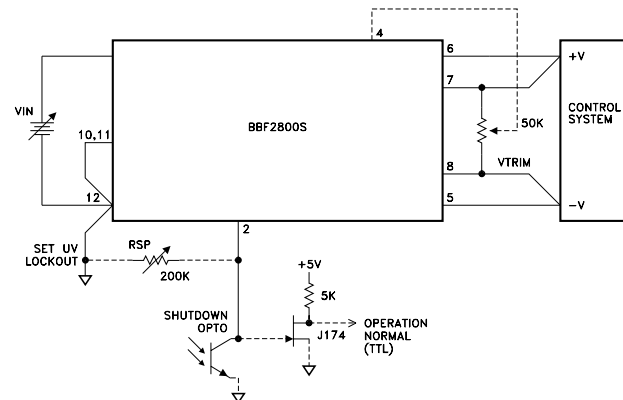 4
6
+V
VIN
7
CONTROL
SYSTEM
BBF2800S
50K
10,11
8
VTRIM
12
5
-V
2
SET UV
LOCKOUT
RSP
200K
+5V
5K
SHUTDOWN
OPTO
J174
OPERATION
NORMAL
(TTL)